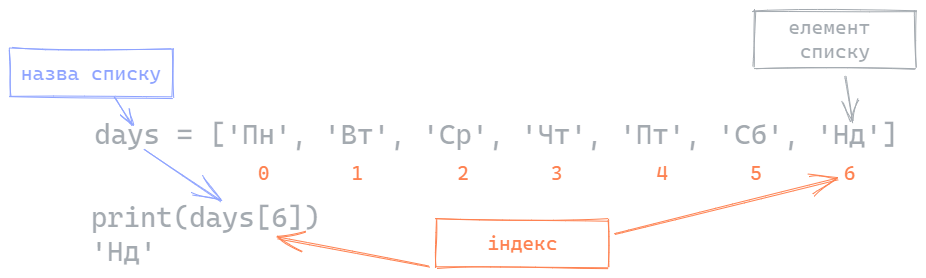 елемент
списку
назва списку
days = ['Пн', 'Вт', 'Ср', 'Чт', 'Пт', 'Сб', 'Нд']
0 1 2 3 4 5 6
print(days[6])
індекс
'Нд'